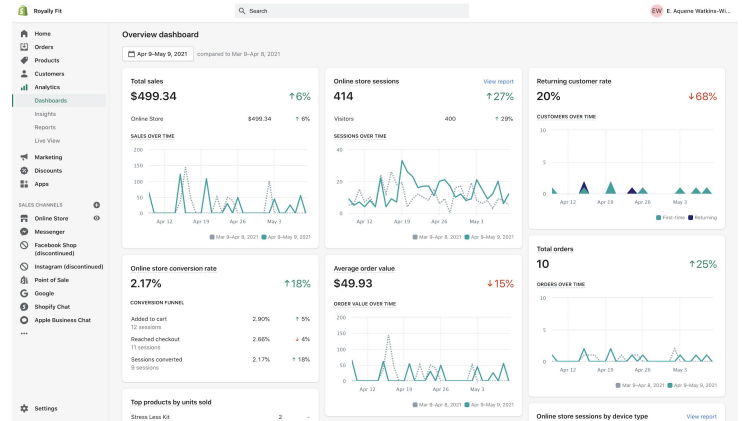 Royally Fit
Search
EW E. Aquene Watkins-Wi...
Home
Orders
Products
Customers
Analytics
Dashboards
Insights
Reports
Live View
Marketing
Discounts
Apps
SALES CHANNELS
Online Store
Messenger
Facebook Shop
(discontinued)
Instagram (discontinued)
Point of Sale
Google
Shopify Chat
Apple Business Chat
Settings
Overview dashboard
Apr 9–May 9, 2021 compared to Mar 9–Apr 8, 2021
Total sales
$499.34 ↑6%
Online Store $499.34 ↑ 6%
SALES OVER TIME
200
150
100
50
0
Apr 12 Apr 19 Apr 26 May 3
Mar 9–Apr 8, 2021 Apr 9–May 9, 2021
Online store sessions View report
414 ↑27%
Visitors 400 ↑ 29%
SESSIONS OVER TIME
40
20
0
Apr 12 Apr 19 Apr 26 May 3
Mar 9–Apr 8, 2021 Apr 9–May 9, 2021
Returning customer rate
20% ↓68%
CUSTOMERS OVER TIME
10
5
0
Apr 12 Apr 19 Apr 26 May 3
First-time Returning
Online store conversion rate
2.17% ↑18%
CONVERSION FUNNEL
Added to cart 2.90% ↑ 5%
12 sessions
Reached checkout 2.66% ↓ 4%
11 sessions
Sessions converted 2.17% ↑ 18%
9 sessions
Average order value
$49.93 ↓15%
ORDER VALUE OVER TIME
200
150
100
50
0
Apr 12 Apr 19 Apr 26 May 3
Mar 9–Apr 8, 2021 Apr 9–May 9, 2021
Total orders
10 ↑25%
ORDERS OVER TIME
10
5
0
Apr 12 Apr 19 Apr 26 May 3
Mar 9–Apr 8, 2021 Apr 9–May 9, 2021
Top products by units sold
Stress Less Kit 2 –
Online store sessions by device type View report